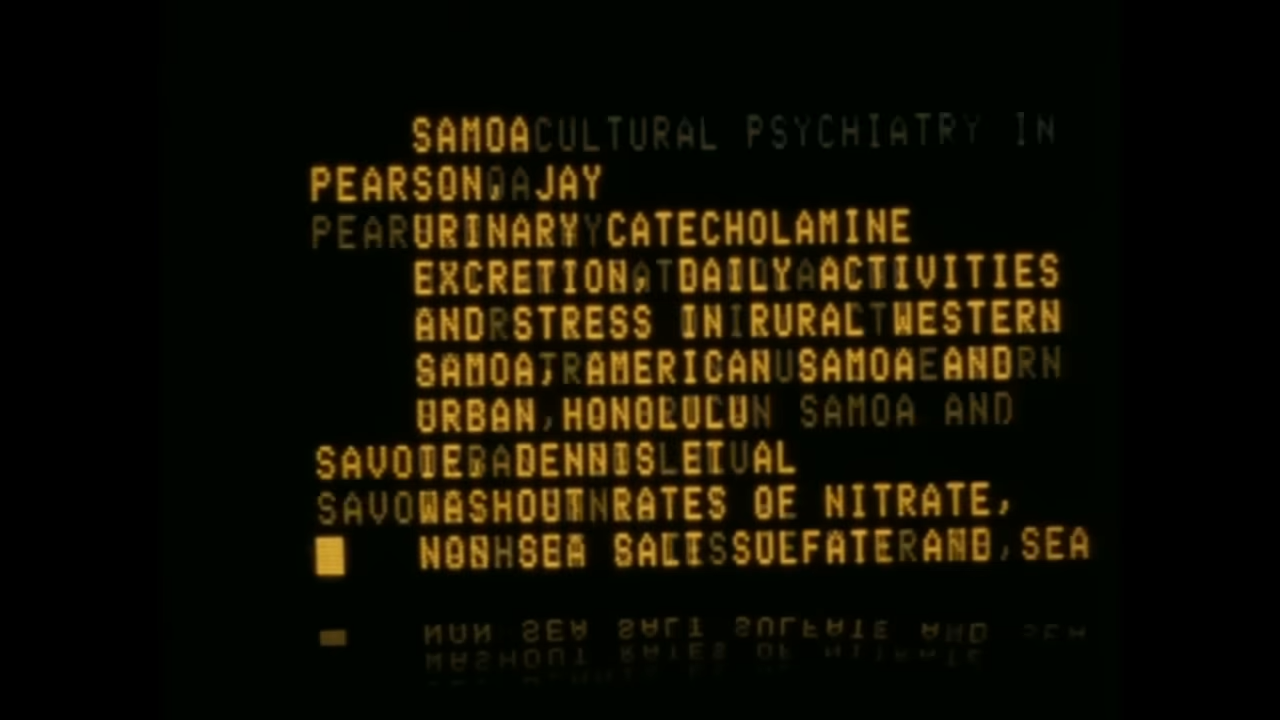 SAMOA CULTURAL PSYCHIATRY IN
PEARSON, JAY
URINARY CATECHOLAMINE
EXCRETION, DAILY ACTIVITIES
AND STRESS IN RURAL WESTERN
SAMOA, AMERICAN SAMOA AND
URBAN HONOLULU
SAVOIE, DENNIS ET AL
WASHOUT RATES OF NITRATE,
NON SEA SALT SULFATE AND SEA